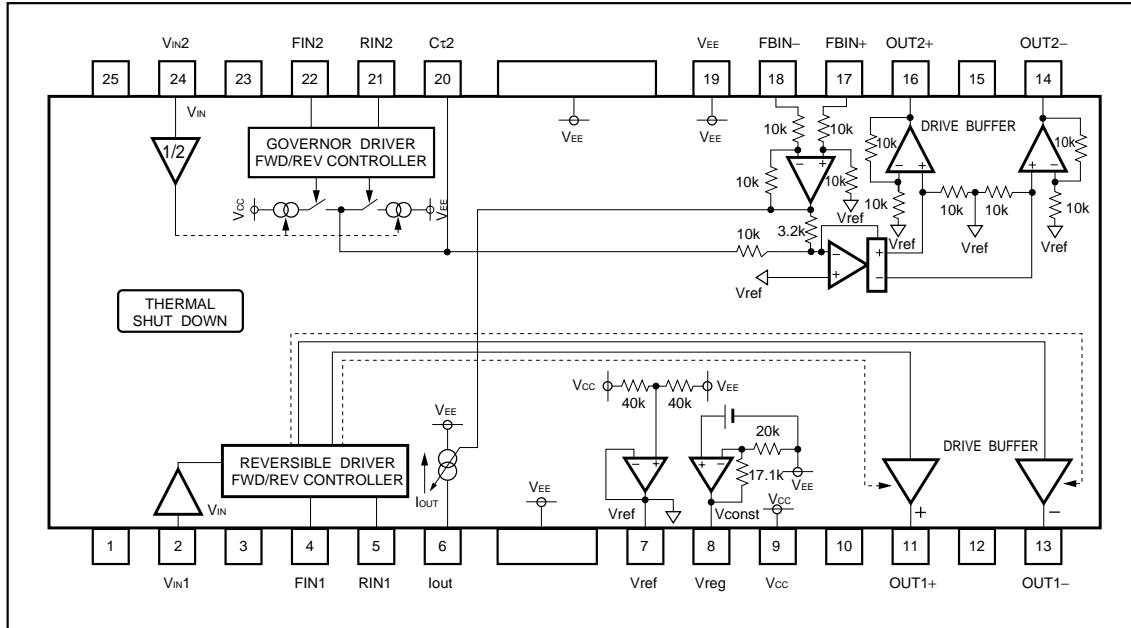 VIN2 FIN2 RIN2 Cτ2 VEE FBIN− FBIN+ OUT2+ OUT2−
25 24 23 22 21 20 19 18 17 16 15 14
VIN
VEE
VEE
1/2
GOVERNOR DRIVER
FWD/REV CONTROLLER
VCC
VEE
10k
10k
10k
10k
Vref
3.2k
10k
Vref
DRIVE BUFFER
10k
10k
10k
Vref
10k
10k
Vref
10k
Vref
− +
− +
+ −
− +
+ −
THERMAL
SHUT DOWN
VCC
VEE
40k
40k
− +
Vref
20k
17.1k
+ −
VEE
Vconst
VCC
VEE
IOUT
VEE
REVERSIBLE DRIVER
FWD/REV CONTROLLER
VIN
DRIVE BUFFER
+
−
1 2 3 4 5 6 7 8 9 10 11 12 13
VIN1 FIN1 RIN1 Iout Vref Vreg VCC OUT1+ OUT1−